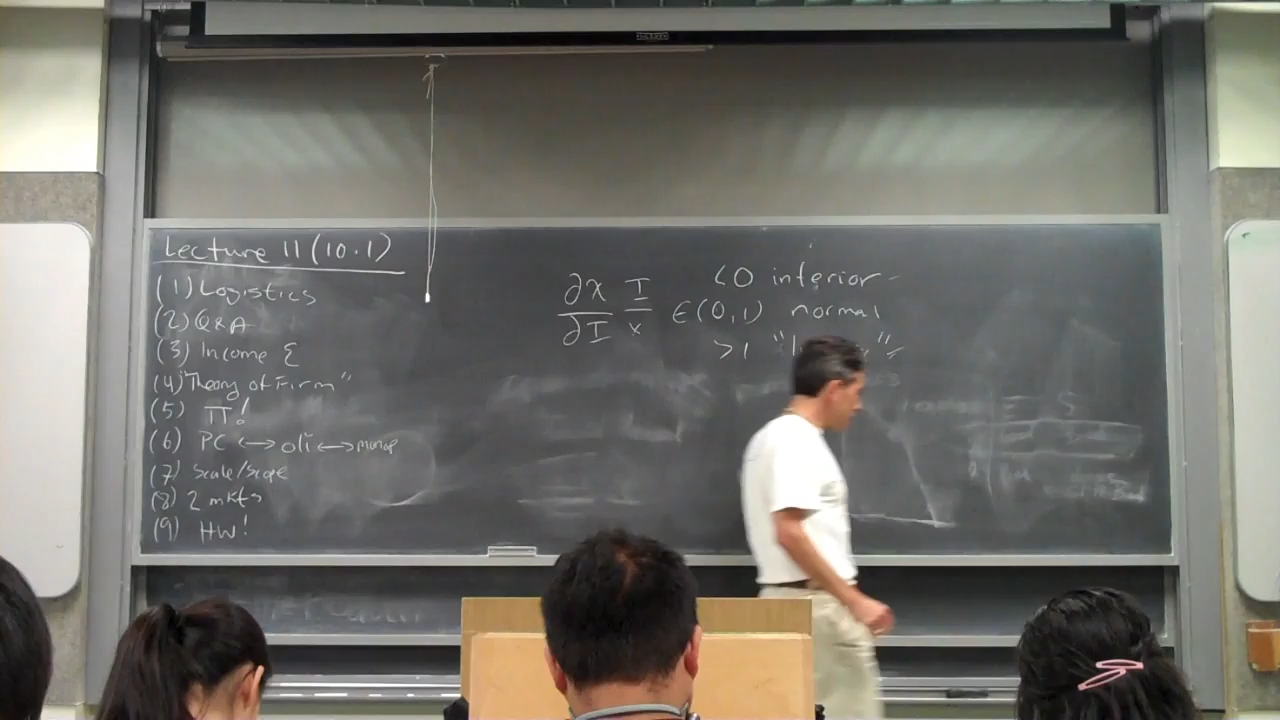 Lecture 11 (10.1)
(1) Logistics
(2) Q&A
(3) Income ξ
(4) "Theory of Firm"
(5) π!
(6) PC ↔ oli ↔ monop
(7) Scale/Scope
(8) 2 mkts
(9) HW!
∂x/∂I I/x
<0 inferior
∈(0,1) normal
>1